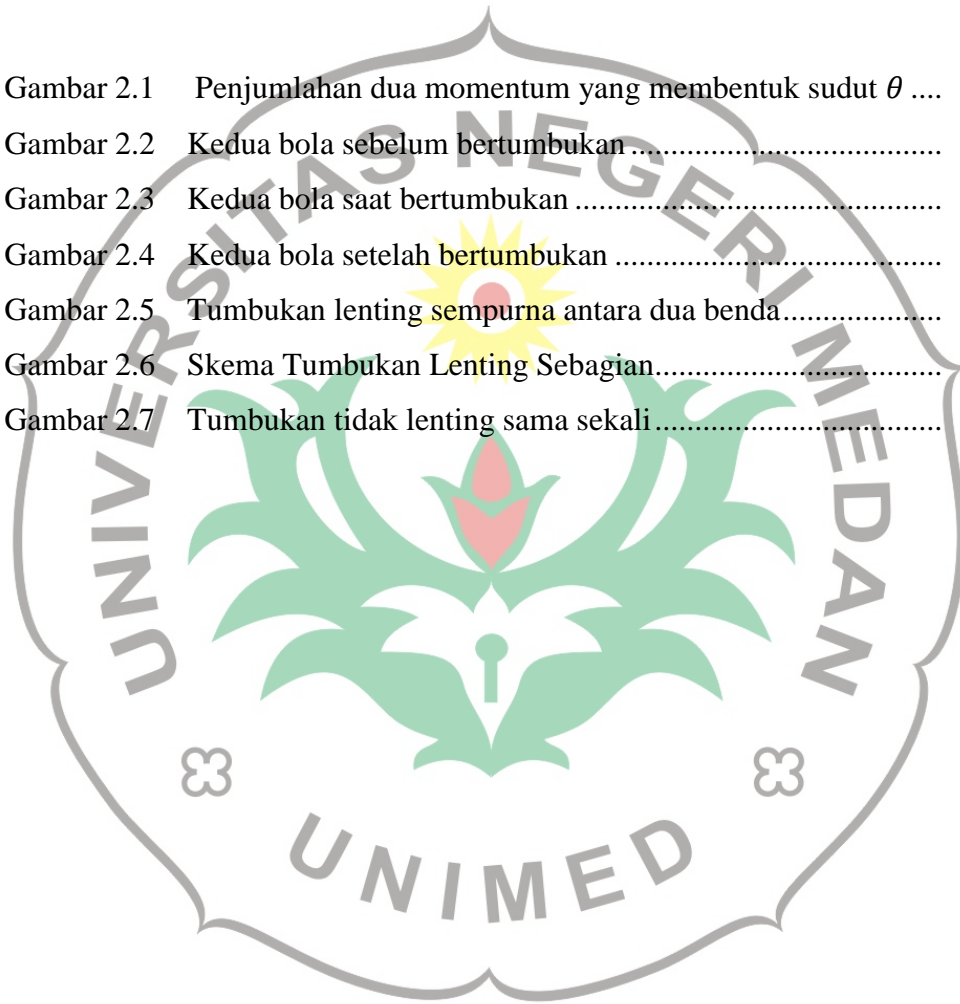 Gambar 2.1 Penjumlahan dua momentum yang membentuk sudut 𝜃 ....
Gambar 2.2 Kedua bola sebelum bertumbukan .......................................
Gambar 2.3 Kedua bola saat bertumbukan ..............................................
Gambar 2.4 Kedua bola setelah bertumbukan .........................................
Gambar 2.5 Tumbukan lenting sempurna antara dua benda....................
Gambar 2.6 Skema Tumbukan Lenting Sebagian....................................
Gambar 2.7 Tumbukan tidak lenting sama sekali....................................
UNIVERSITAS NEGERI MEDAN
UNIMED